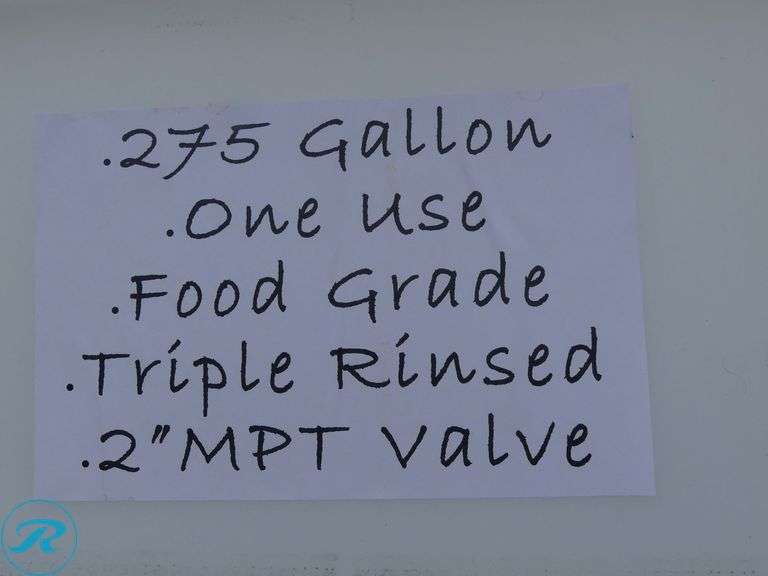 .275 Gallon
.One Use
.Food Grade
.Triple Rinsed
.2"MPT Valve
R